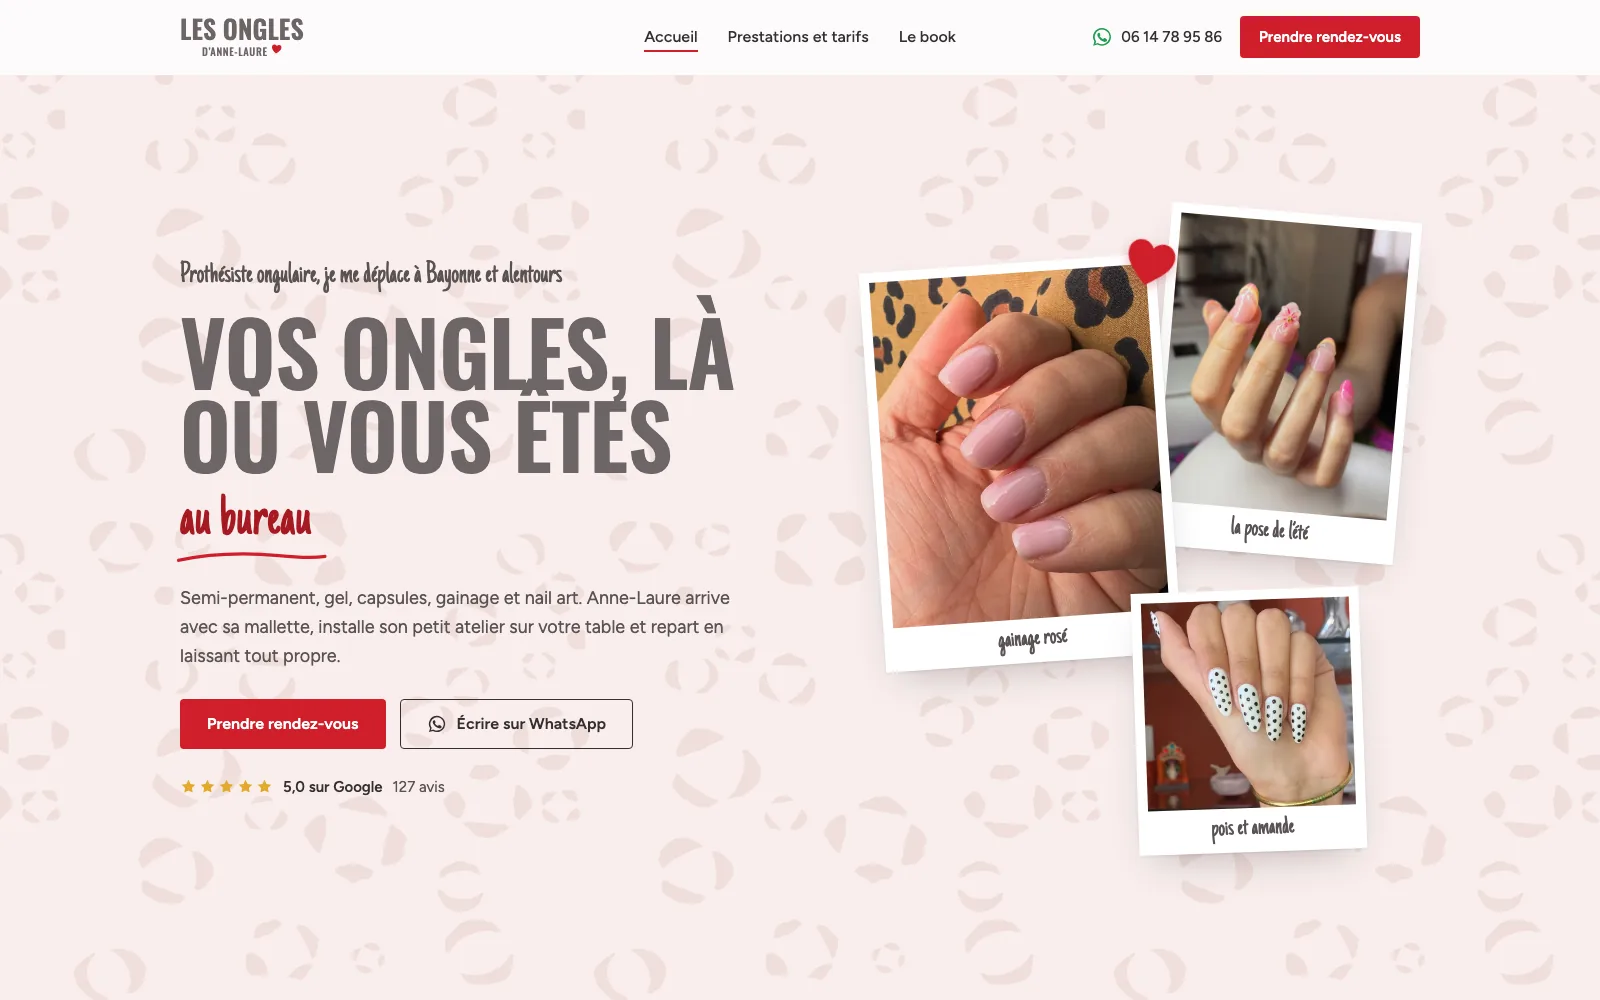 LES ONGLES
D'ANNE-LAURE
Accueil
Prestations et tarifs
Le book
06 14 78 95 86
Prendre rendez-vous
Prothésiste ongulaire, je me déplace à Bayonne et alentours
VOS ONGLES, LÀ
OÙ VOUS ÊTES
au bureau
Semi-permanent, gel, capsules, gainage et nail art. Anne-Laure arrive
avec sa mallette, installe son petit atelier sur votre table et repart en
laissant tout propre.
Prendre rendez-vous
Écrire sur WhatsApp
5,0 sur Google 127 avis
gainage rosé
la pose de l'été
pois et amande